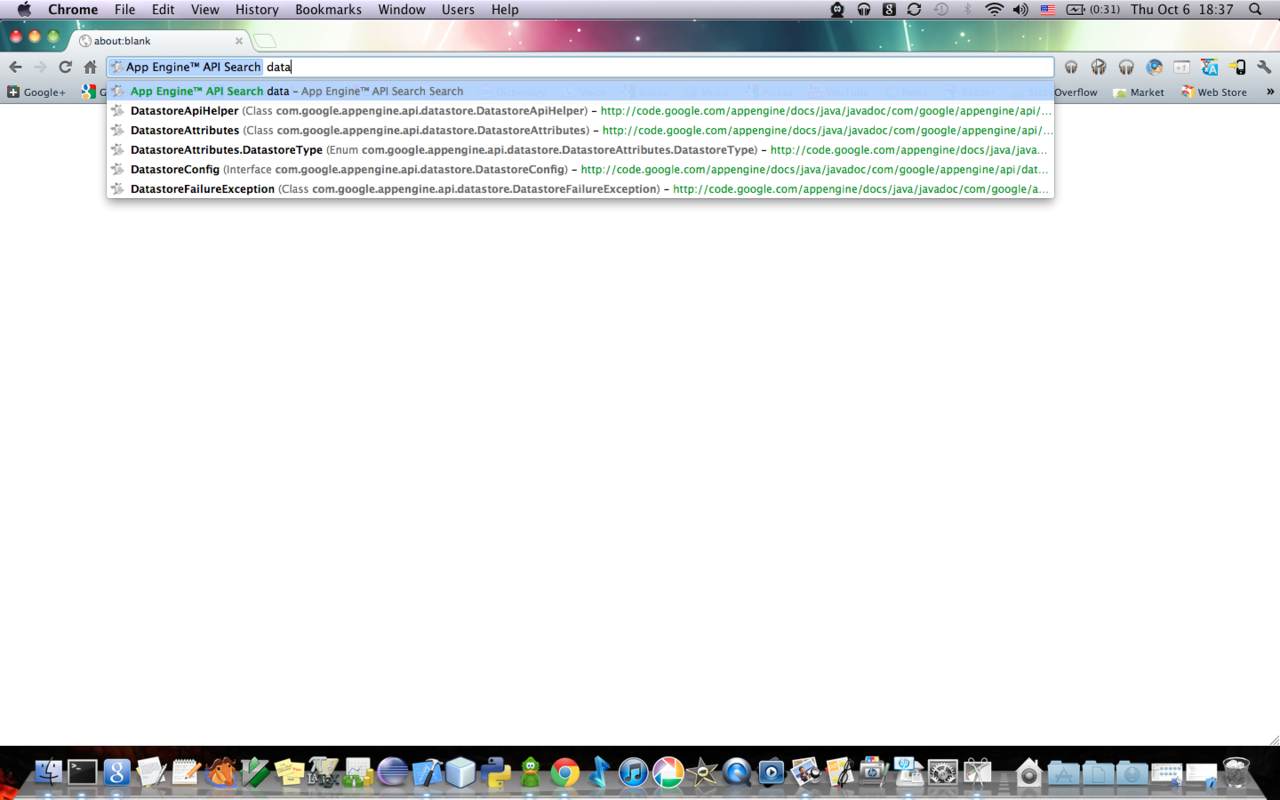 Chrome File Edit View History Bookmarks Window Users Help (0:31) Thu Oct 6 18:37
about:blank
App Engine™ API Search data
Google+ Overflow Market Web Store »
App Engine™ API Search data – App Engine™ API Search Search
DatastoreApiHelper (Class com.google.appengine.api.datastore.DatastoreApiHelper) – http://code.google.com/appengine/docs/java/javadoc/com/google/appengine/api/...
DatastoreAttributes (Class com.google.appengine.api.datastore.DatastoreAttributes) – http://code.google.com/appengine/docs/java/javadoc/com/google/appengine/api/...
DatastoreAttributes.DatastoreType (Enum com.google.appengine.api.datastore.DatastoreAttributes.DatastoreType) – http://code.google.com/appengine/docs/java/java...
DatastoreConfig (Interface com.google.appengine.api.datastore.DatastoreConfig) – http://code.google.com/appengine/docs/java/javadoc/com/google/appengine/api/dat...
DatastoreFailureException (Class com.google.appengine.api.datastore.DatastoreFailureException) – http://code.google.com/appengine/docs/java/javadoc/com/google/a...